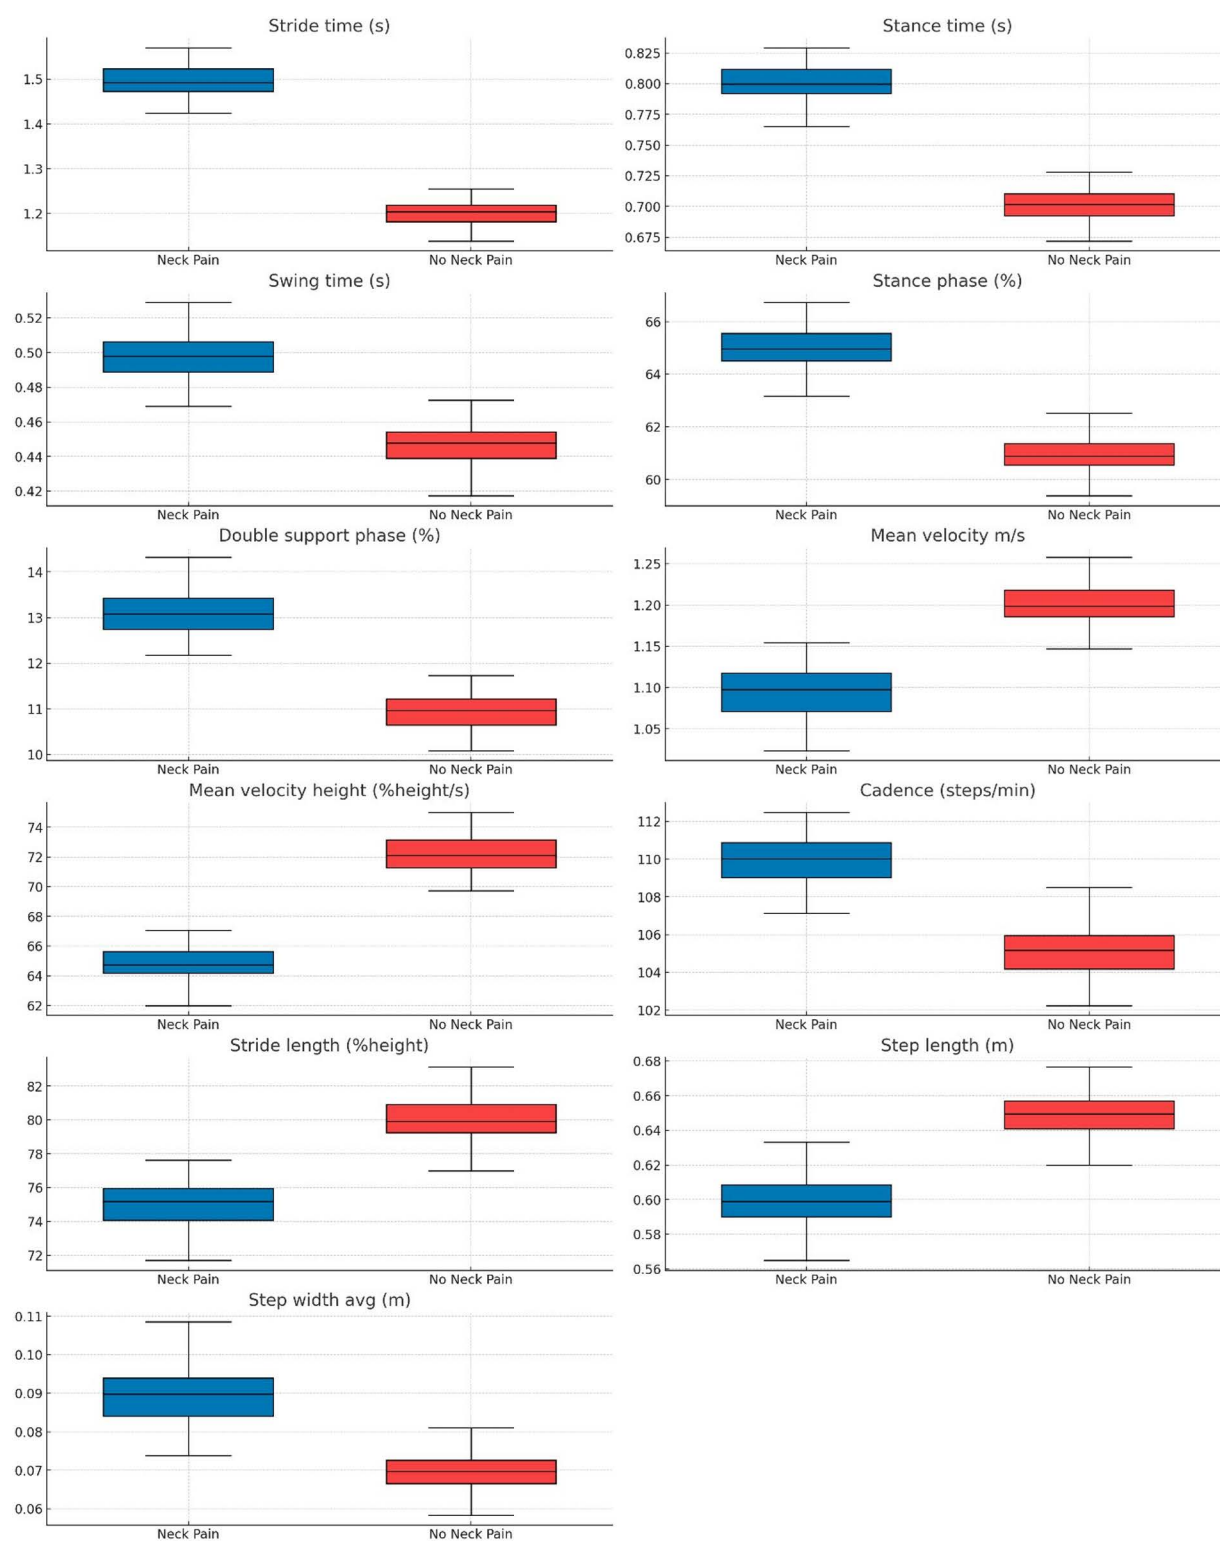 Stride time (s)
1.5
1.4
1.3
1.2
Neck Pain
No Neck Pain
Stance time (s)
0.825
0.800
0.775
0.750
0.725
0.700
0.675
Neck Pain
No Neck Pain
Swing time (s)
0.52
0.50
0.48
0.46
0.44
0.42
Neck Pain
No Neck Pain
Stance phase (%)
66
64
62
60
Neck Pain
No Neck Pain
Double support phase (%)
14
13
12
11
10
Neck Pain
No Neck Pain
Mean velocity m/s
1.25
1.20
1.15
1.10
1.05
Neck Pain
No Neck Pain
Mean velocity height (%height/s)
74
72
70
68
66
64
62
Neck Pain
No Neck Pain
Cadence (steps/min)
112
110
108
106
104
102
Neck Pain
No Neck Pain
Stride length (%height)
82
80
78
76
74
72
Neck Pain
No Neck Pain
Step length (m)
0.68
0.66
0.64
0.62
0.60
0.58
0.56
Neck Pain
No Neck Pain
Step width avg (m)
0.11
0.10
0.09
0.08
0.07
0.06
Neck Pain
No Neck Pain